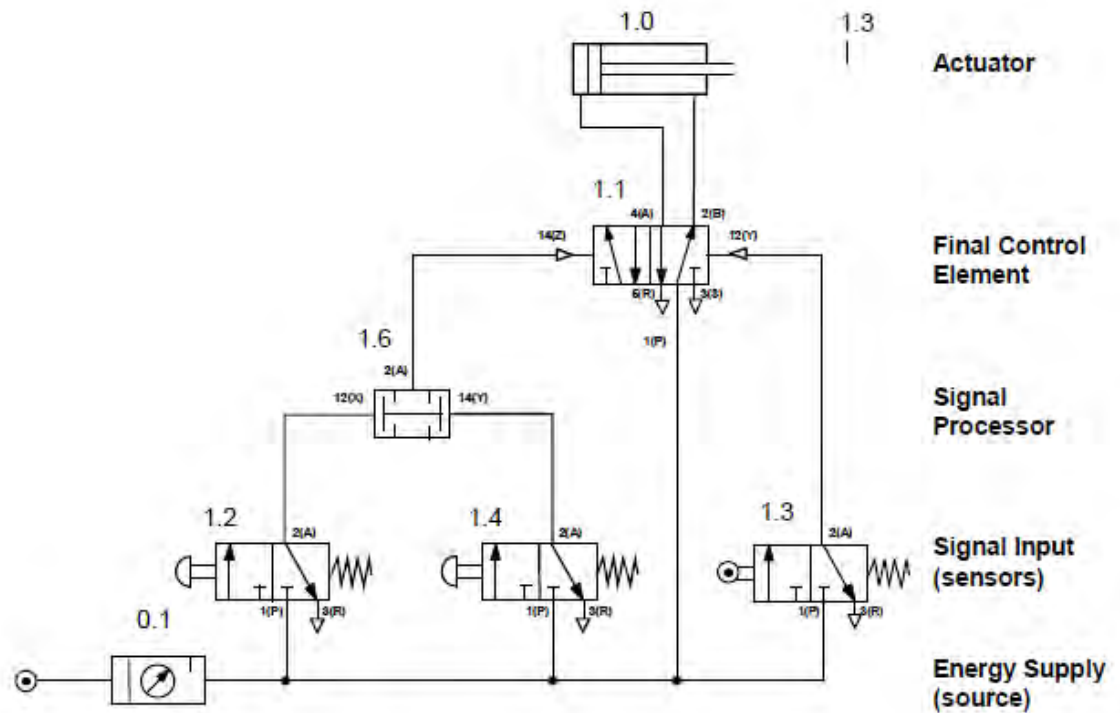 1.0
1.3
Actuator
1.1
4(A)
2(B)
14(Z)
12(Y)
Final Control
Element
5(R)
3(S)
1(P)
1.6
2(A)
12(X)
14(Y)
Signal
Processor
1.2
1.4
1.3
2(A)
2(A)
2(A)
Signal Input
(sensors)
1(P)
3(R)
1(P)
3(R)
1(P)
3(R)
0.1
Energy Supply
(source)